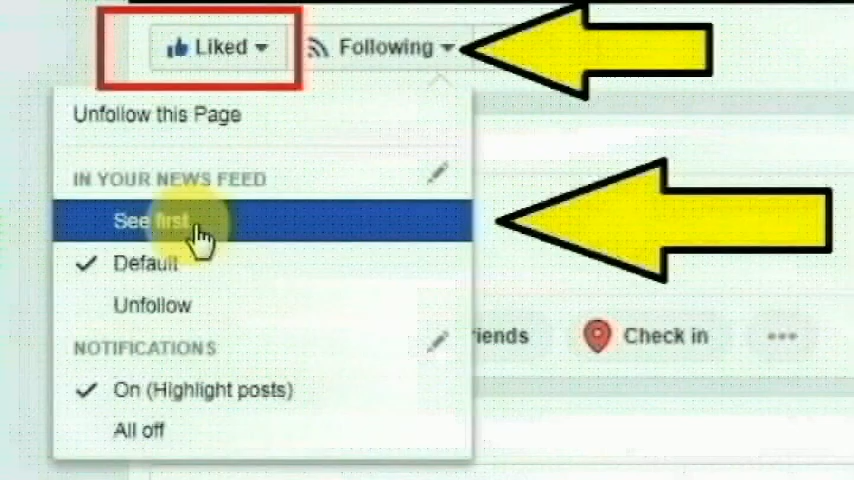 Liked Following
Unfollow this Page
IN YOUR NEWS FEED
See first
Default
Unfollow
riends Check in
NOTIFICATIONS
On (Highlight posts)
All off